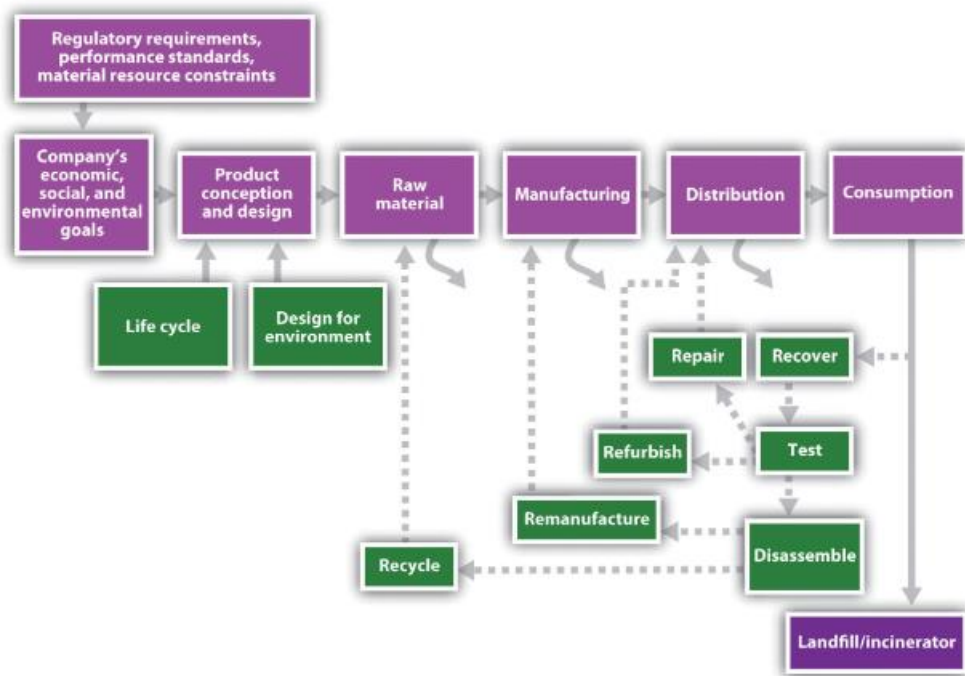 Regulatory requirements,
performance standards,
material resource constraints
Company's
economic,
social, and
environmental
goals
Product
conception
and design
Raw
material
Manufacturing
Distribution
Consumption
Life cycle
Design for
environment
Repair
Recover
Refurbish
Test
Remanufacture
Disassemble
Recycle
Landfill/incinerator